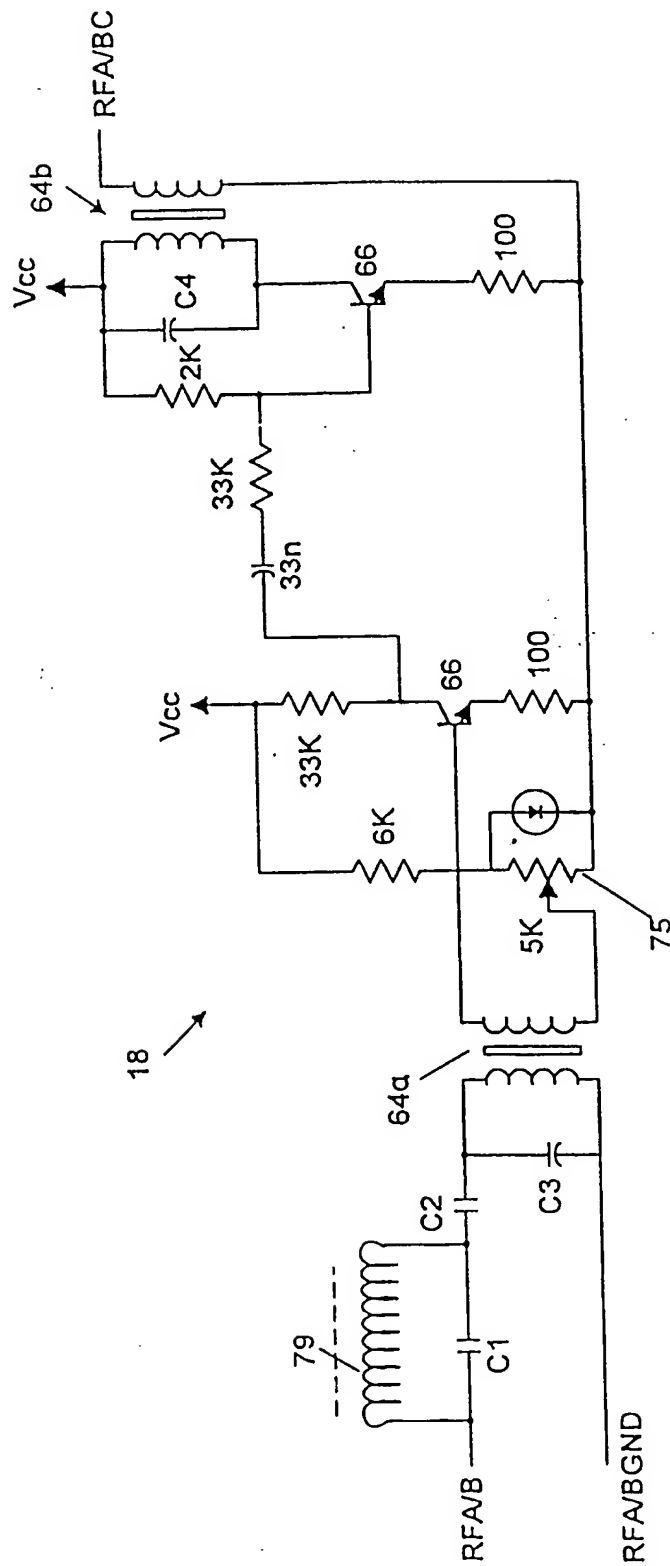 18
79
RFA/B
C1
C2
C3
RFA/BGND
64a
75
5K
6K
33K
Vcc
66
100
33n
33K
2K
C4
Vcc
64b
66
100
RFA/BC